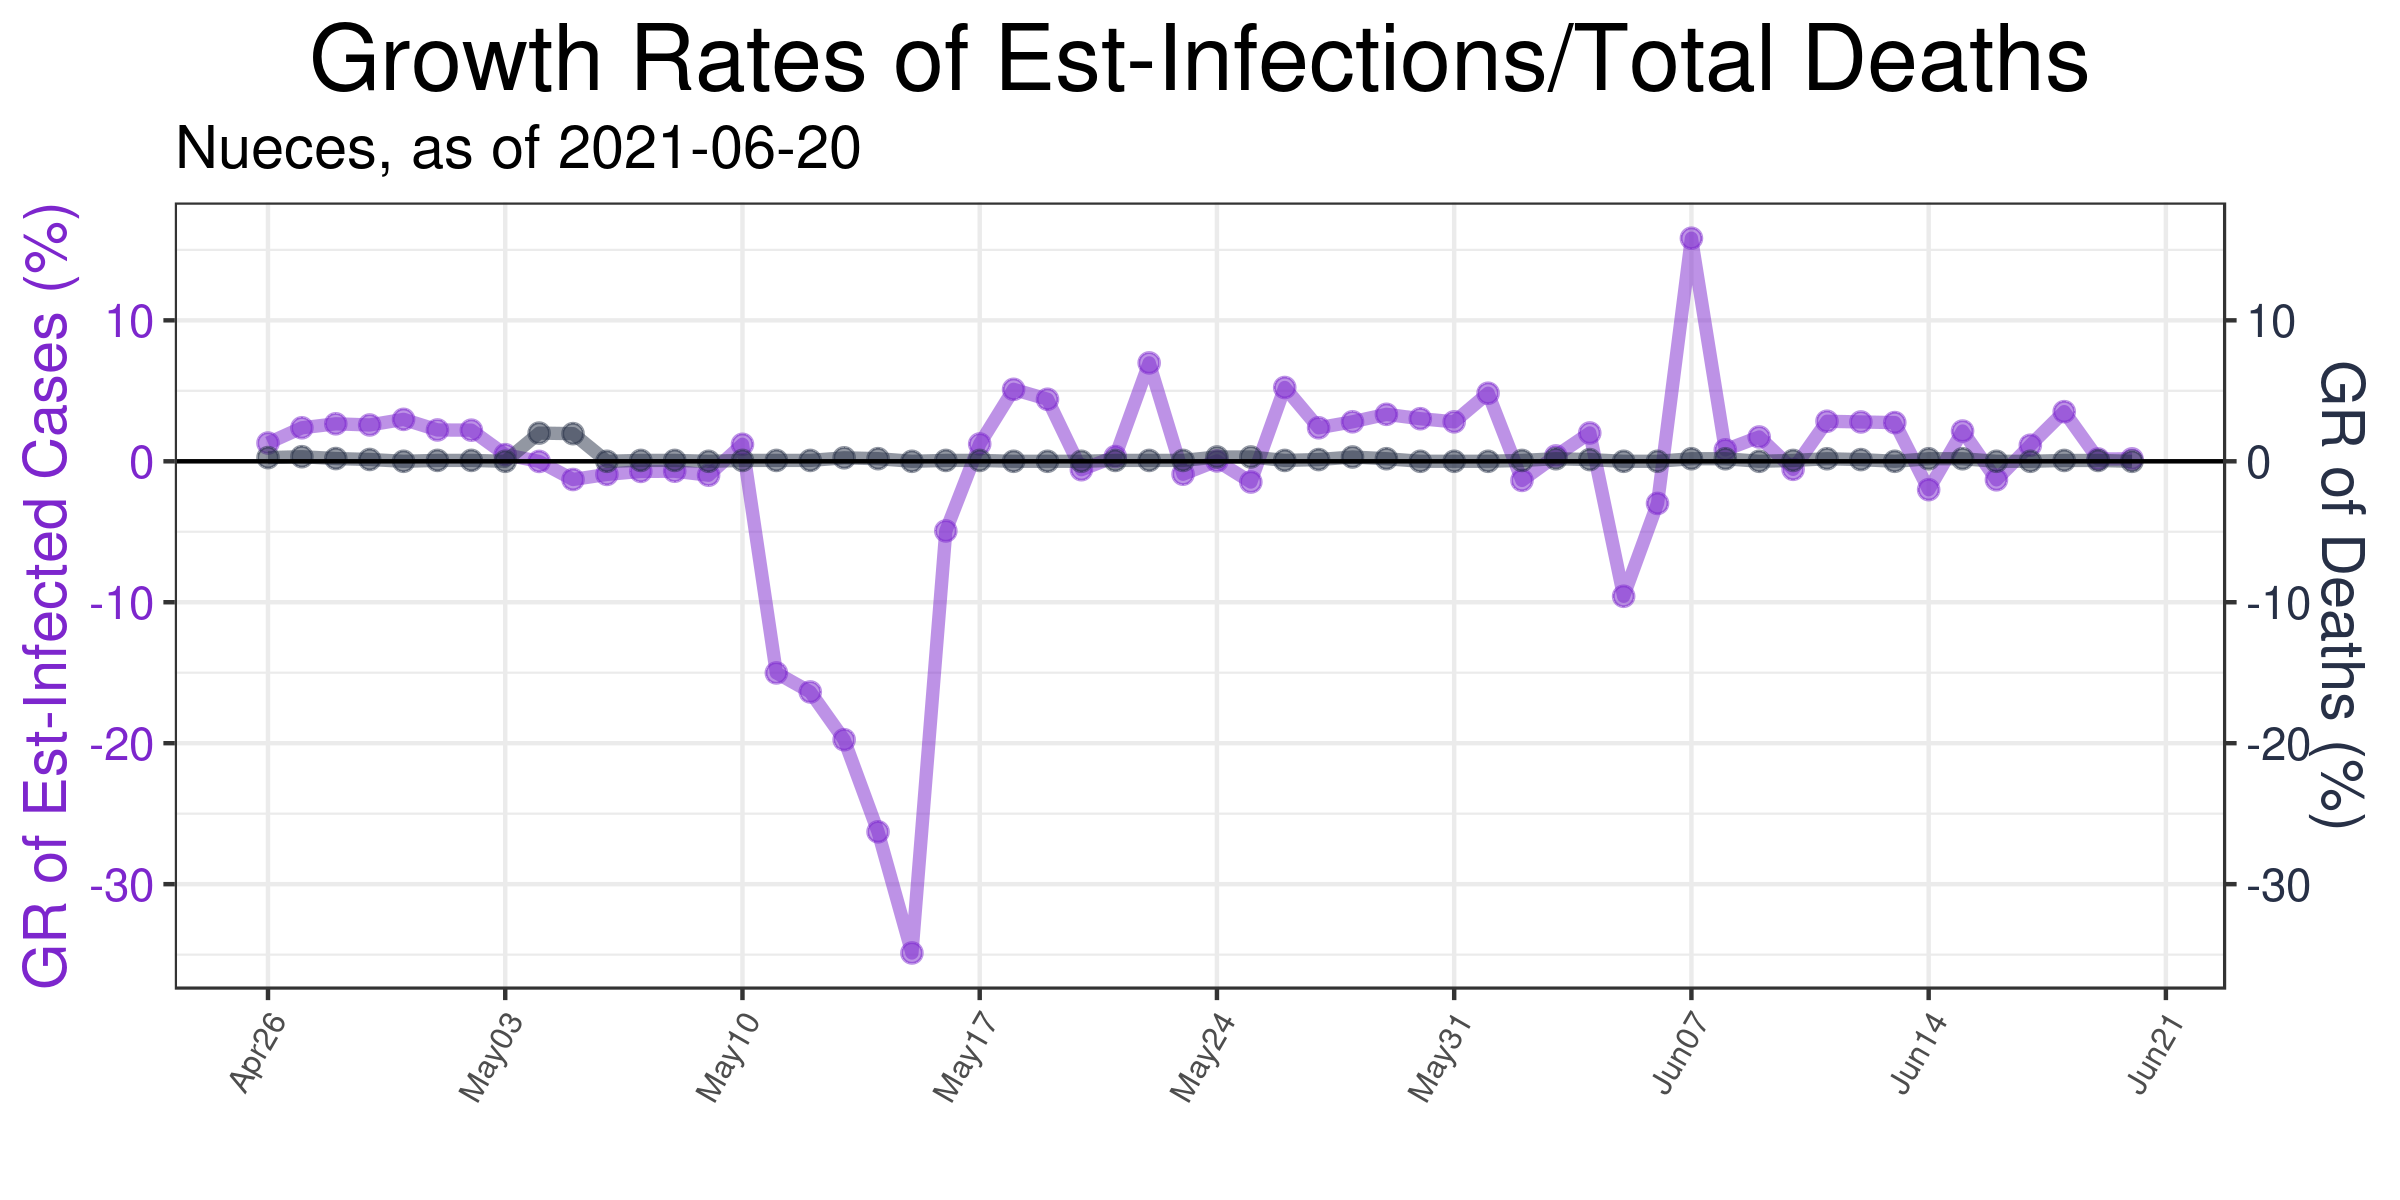 Growth Rates of Est-Infections/Total Deaths
Nueces, as of 2021-06-20
GR of Est-Infected Cases (%)
10
0
-10
-20
-30
10
0
-10
-20
-30
GR of Deaths (%)
Apr26
May03
May10
May17
May24
May31
Jun07
Jun14
Jun21